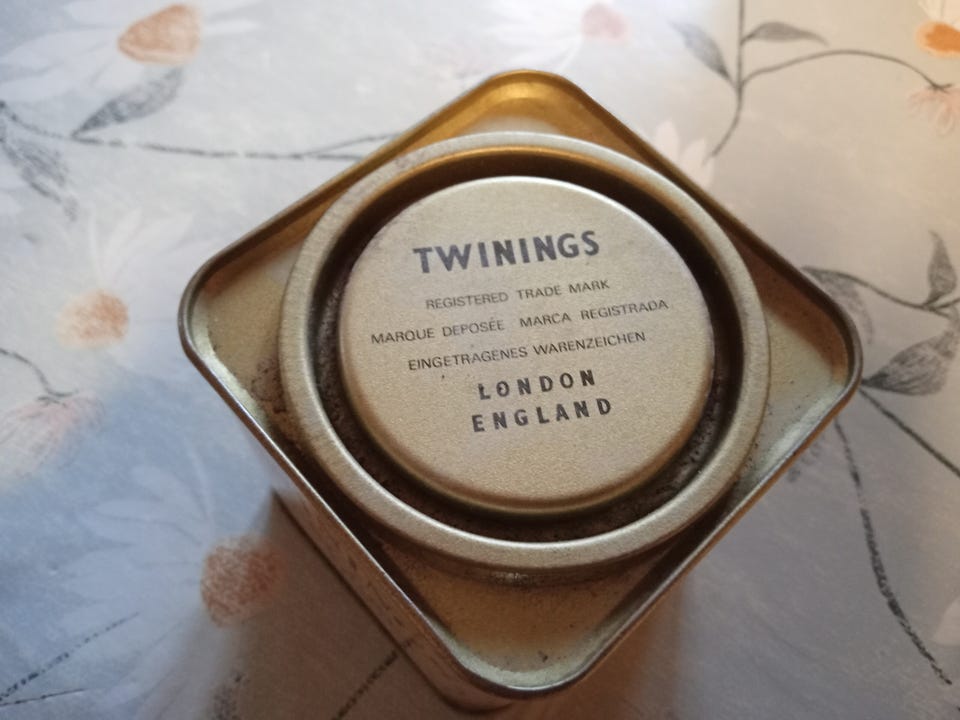 TWININGS
REGISTERED TRADE MARK
MARQUE DEPOSÉE MARCA REGISTRADA
EINGETRAGENES WARENZEICHEN
LONDON
ENGLAND